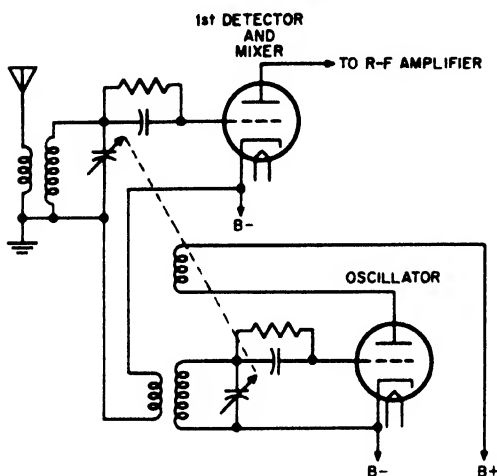 1st DETECTOR
AND
MIXER
TO R-F AMPLIFIER
B-
OSCILLATOR
B- B+